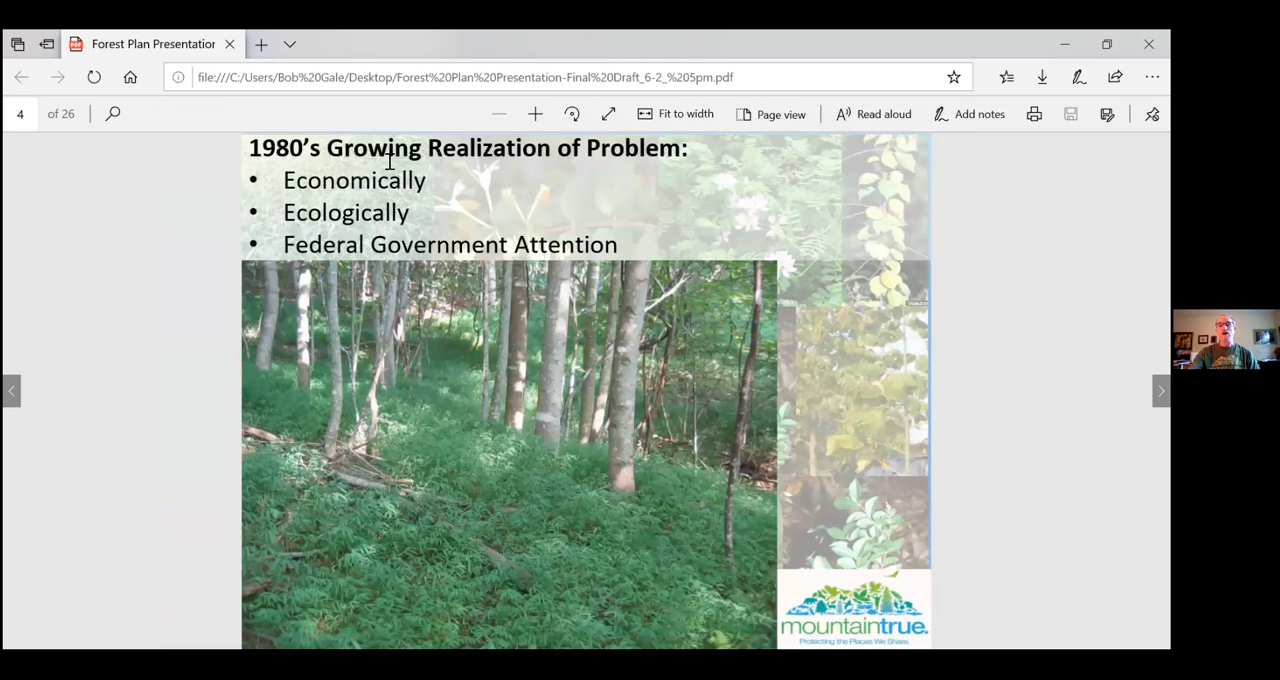 Forest Plan Presentation
file:///C:/Users/Bob%20Gale/Desktop/Forest%20Plan%20Presentation-Final%20Draft_6-2_%205pm.pdf
4 of 26
Fit to width
Page view
Read aloud
Add notes
1980's Growing Realization of Problem:
• Economically
• Ecologically
• Federal Government Attention
mountaintrue.
Protecting the Places We Share